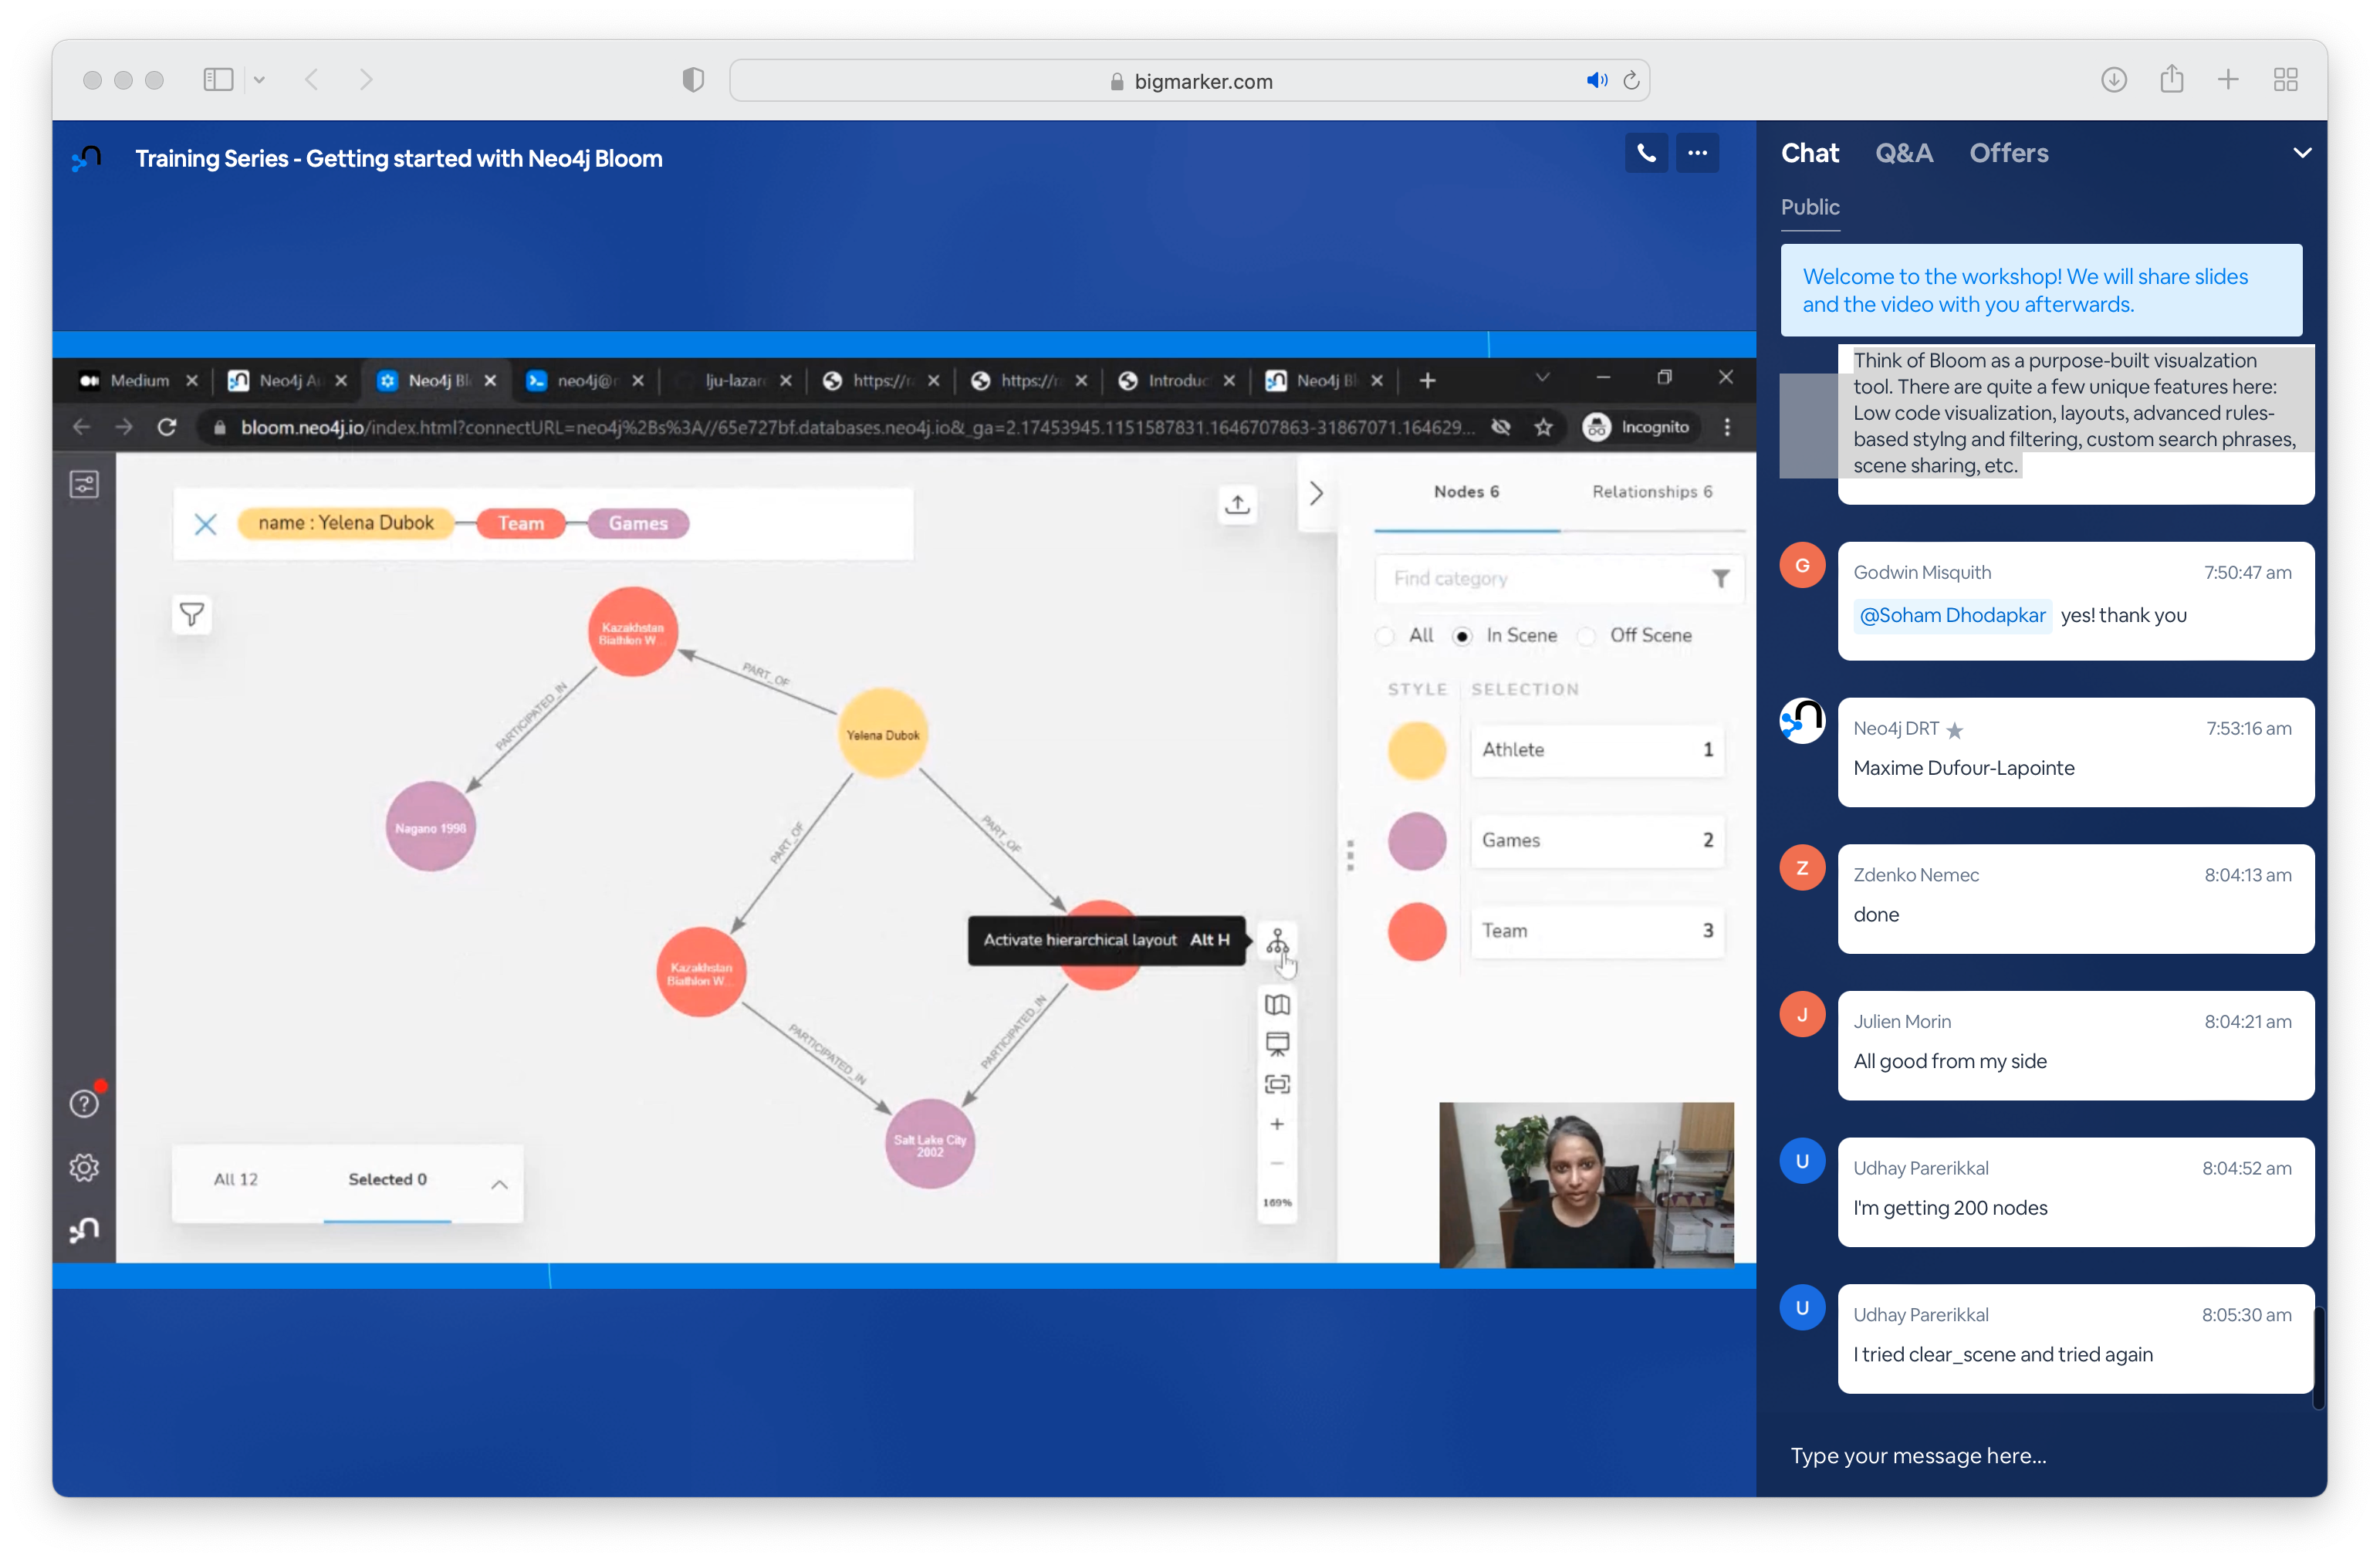 bigmarker.com
Training Series - Getting started with Neo4j Bloom
Medium
Neo4j Au
Neo4j Bl
neo4j@n
lju-lazar
https://r
https://r
Introduc
Neo4j Bl
bloom.neo4j.io/index.html?connectURL=neo4j%2Bs%3A//65e727bf.databases.neo4j.io&_ga=2.17453945.1151587831.1646707863-31867071.164629...
Incognito
name : Yelena Dubok
Team
Games
Kazakhstan
Biathlon W...
PART_OF
PARTICIPATED_IN
Yelena Dubok
Nagano 1998
PART_OF
PART_OF
Kazakhstan
Biathlon W...
Activate hierarchical layout Alt H
PARTICIPATED_IN
PARTICIPATED_IN
Salt Lake City
2002
169%
All 12
Selected 0
Nodes 6
Relationships 6
Find category
All
In Scene
Off Scene
STYLE
SELECTION
Athlete 1
Games 2
Team 3
Chat
Q&A
Offers
Public
Welcome to the workshop! We will share slides
and the video with you afterwards.
Think of Bloom as a purpose-built visualzation
tool. There are quite a few unique features here:
Low code visualization, layouts, advanced rules-
based stylng and filtering, custom search phrases,
scene sharing, etc.
G
Godwin Misquith 7:50:47 am
@Soham Dhodapkar yes! thank you
Neo4j DRT 7:53:16 am
Maxime Dufour-Lapointe
Z
Zdenko Nemec 8:04:13 am
done
J
Julien Morin 8:04:21 am
All good from my side
U
Udhay Parerikkal 8:04:52 am
I'm getting 200 nodes
U
Udhay Parerikkal 8:05:30 am
I tried clear_scene and tried again
Type your message here...